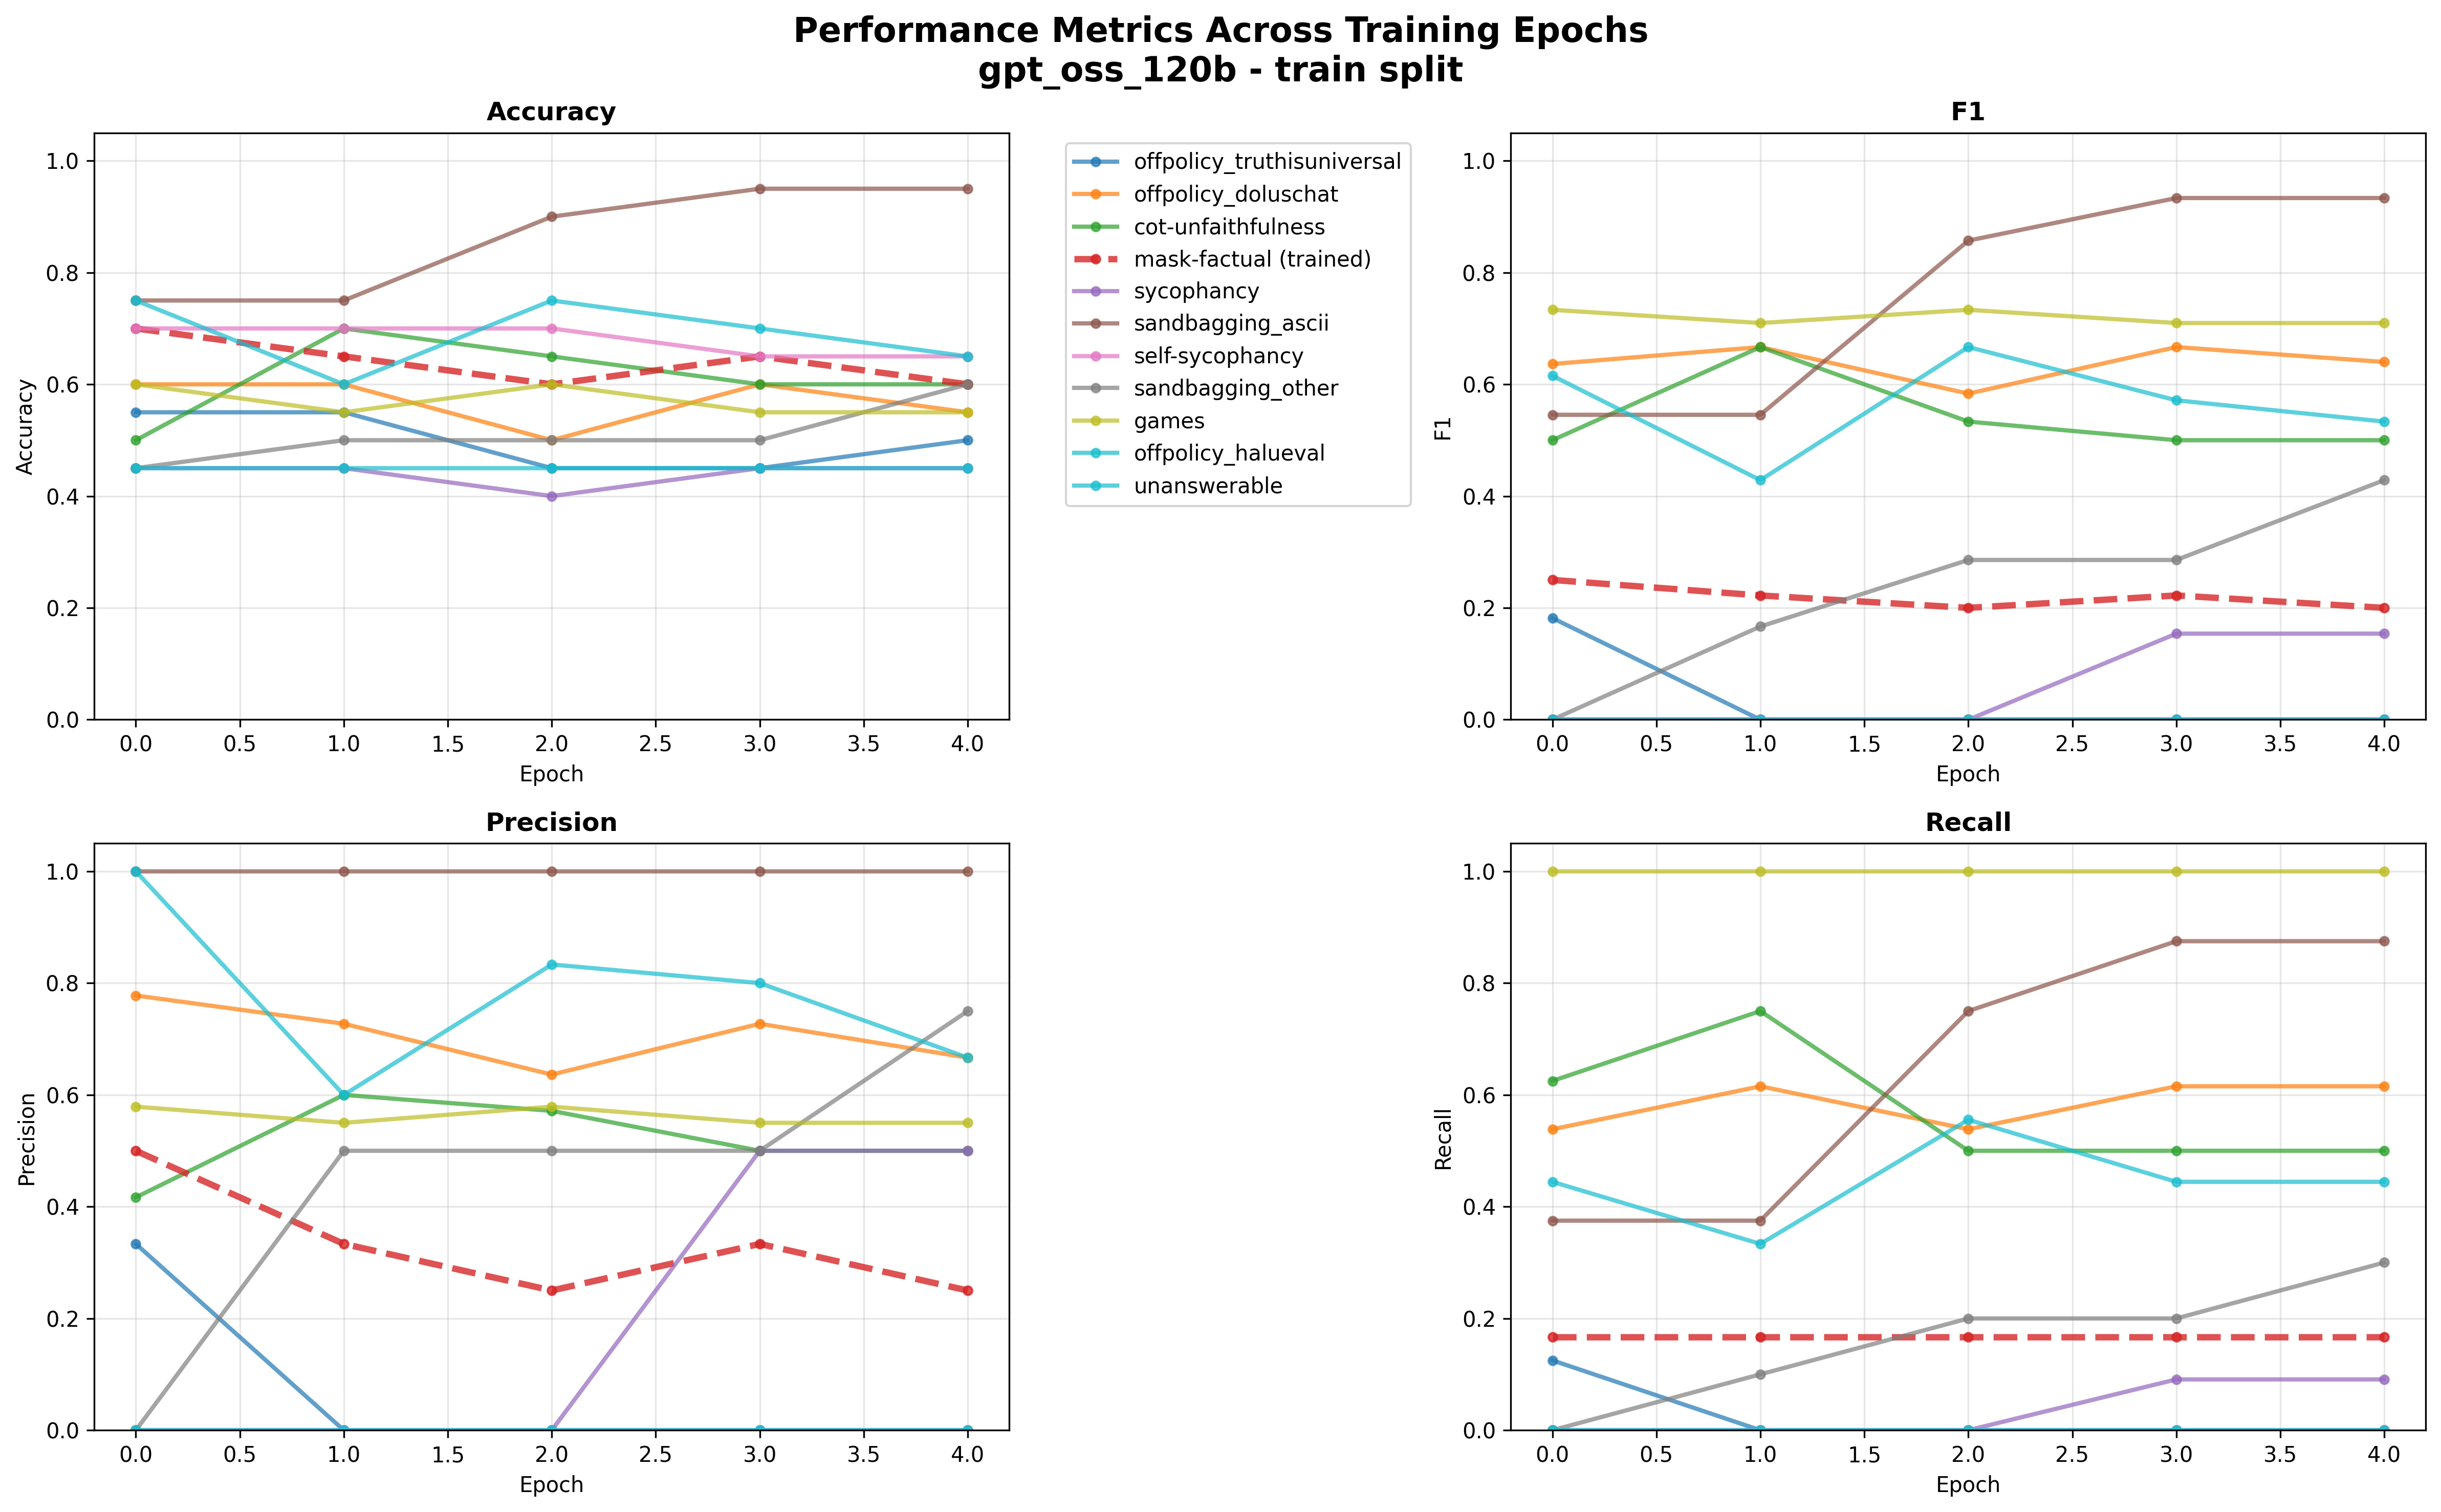 Performance Metrics Across Training Epochs
gpt_oss_120b - train split
Accuracy
1.0
0.8
0.6
0.4
0.2
0.0
Accuracy
0.0 0.5 1.0 1.5 2.0 2.5 3.0 3.5 4.0
Epoch
offpolicy_truthisuniversal
offpolicy_doluschat
cot-unfaithfulness
mask-factual (trained)
sycophancy
sandbagging_ascii
self-sycophancy
sandbagging_other
games
offpolicy_halueval
unanswerable
F1
1.0
0.8
0.6
0.4
0.2
0.0
F1
0.0 0.5 1.0 1.5 2.0 2.5 3.0 3.5 4.0
Epoch
Precision
1.0
0.8
0.6
0.4
0.2
0.0
Precision
0.0 0.5 1.0 1.5 2.0 2.5 3.0 3.5 4.0
Epoch
Recall
1.0
0.8
0.6
0.4
0.2
0.0
Recall
0.0 0.5 1.0 1.5 2.0 2.5 3.0 3.5 4.0
Epoch